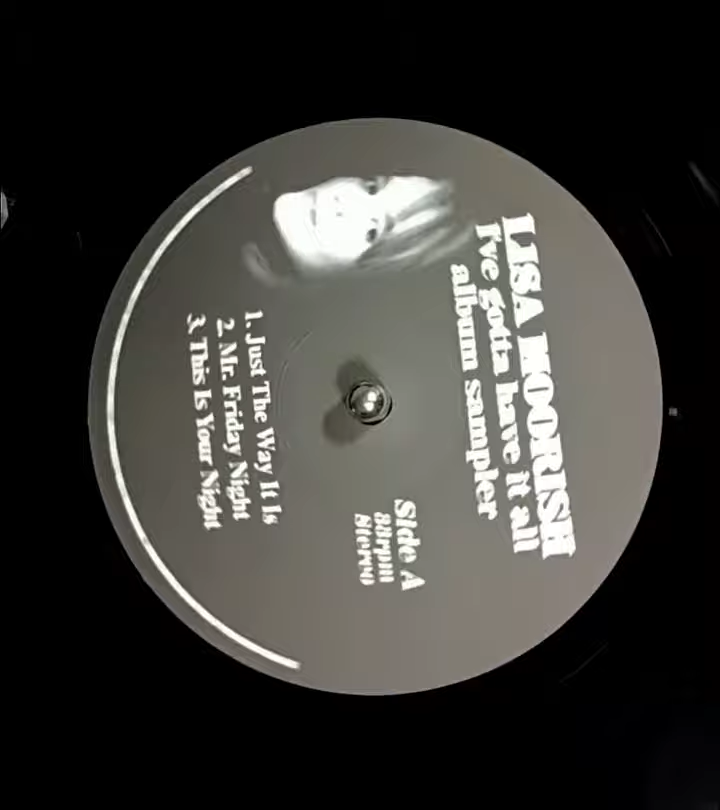 LISA MOORISH
I've gotta have it all
album sampler
Side A
33rpm
Stereo
1. Just The Way It Is
2. Mr. Friday Night
3. This Is Your Night